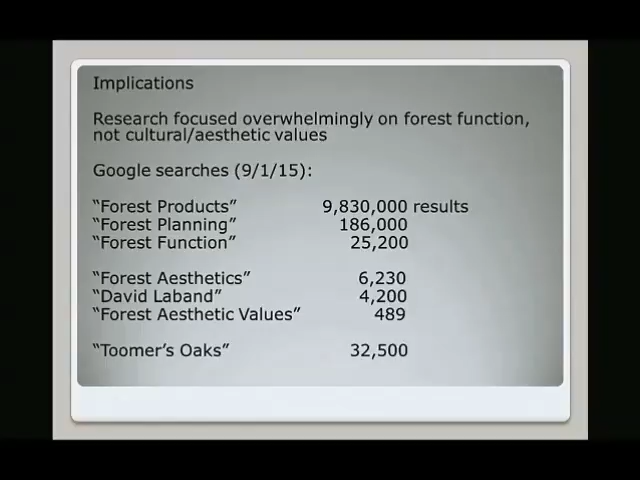 Implications
Research focused overwhelmingly on forest function,
not cultural/aesthetic values
Google searches (9/1/15):
“Forest Products” 9,830,000 results
“Forest Planning” 186,000
“Forest Function” 25,200
“Forest Aesthetics” 6,230
“David Laband” 4,200
“Forest Aesthetic Values” 489
“Toomer’s Oaks” 32,500